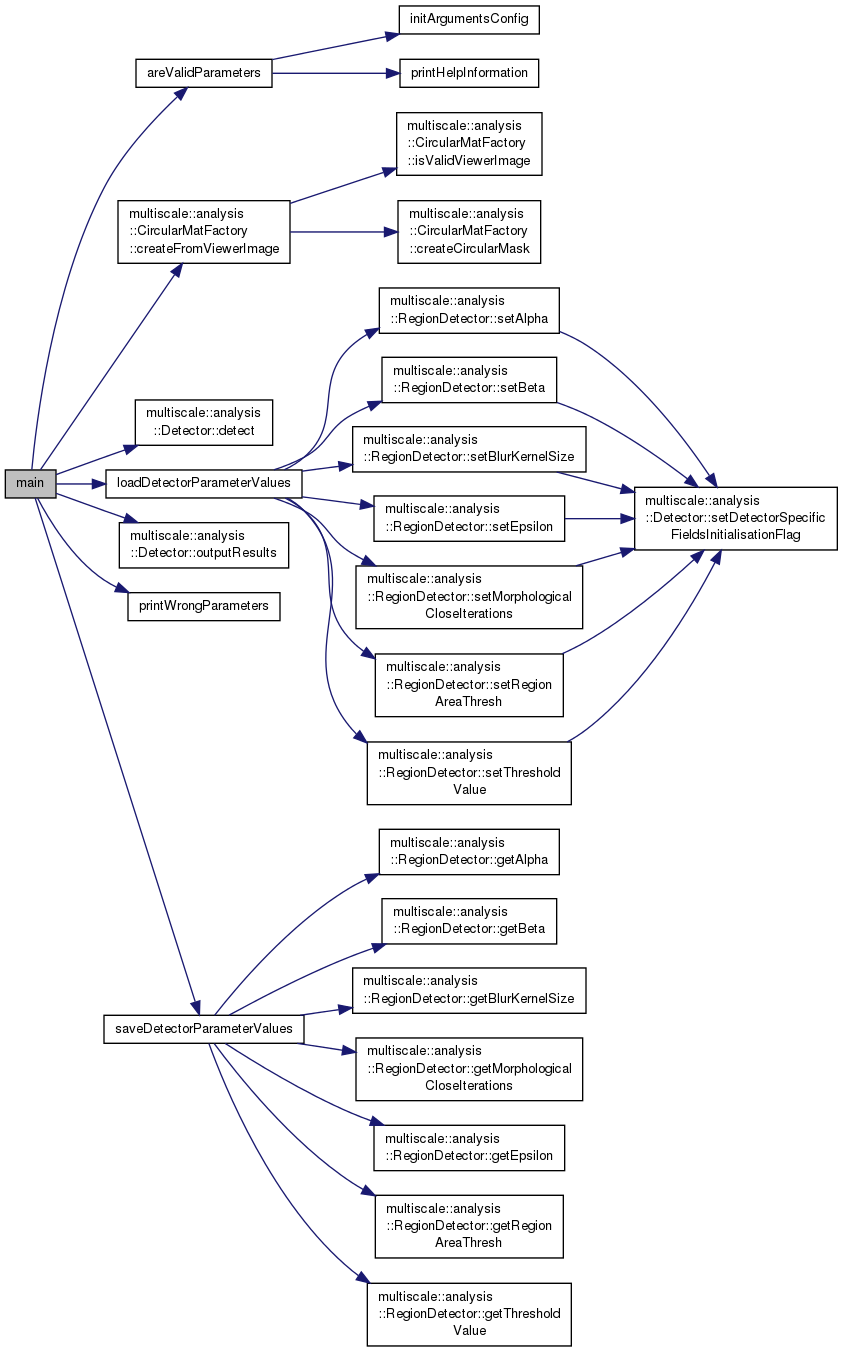 initArgumentsConfig
areValidParameters
printHelpInformation
multiscale::analysis
::CircularMatFactory
::isValidViewerImage
multiscale::analysis
::CircularMatFactory
::createFromViewerImage
multiscale::analysis
::CircularMatFactory
::createCircularMask
multiscale::analysis
::RegionDetector::setAlpha
multiscale::analysis
::RegionDetector::setBeta
multiscale::analysis
::Detector::detect
multiscale::analysis
::RegionDetector::setBlurKernelSize
main
loadDetectorParameterValues
multiscale::analysis
::RegionDetector::setEpsilon
multiscale::analysis
::Detector::setDetectorSpecific
FieldsInitialisationFlag
multiscale::analysis
::Detector::outputResults
multiscale::analysis
::RegionDetector::setMorphological
CloseIterations
printWrongParameters
multiscale::analysis
::RegionDetector::setRegion
AreaThresh
multiscale::analysis
::RegionDetector::setThreshold
Value
multiscale::analysis
::RegionDetector::getAlpha
multiscale::analysis
::RegionDetector::getBeta
multiscale::analysis
::RegionDetector::getBlurKernelSize
saveDetectorParameterValues
multiscale::analysis
::RegionDetector::getMorphological
CloseIterations
multiscale::analysis
::RegionDetector::getEpsilon
multiscale::analysis
::RegionDetector::getRegion
AreaThresh
multiscale::analysis
::RegionDetector::getThreshold
Value